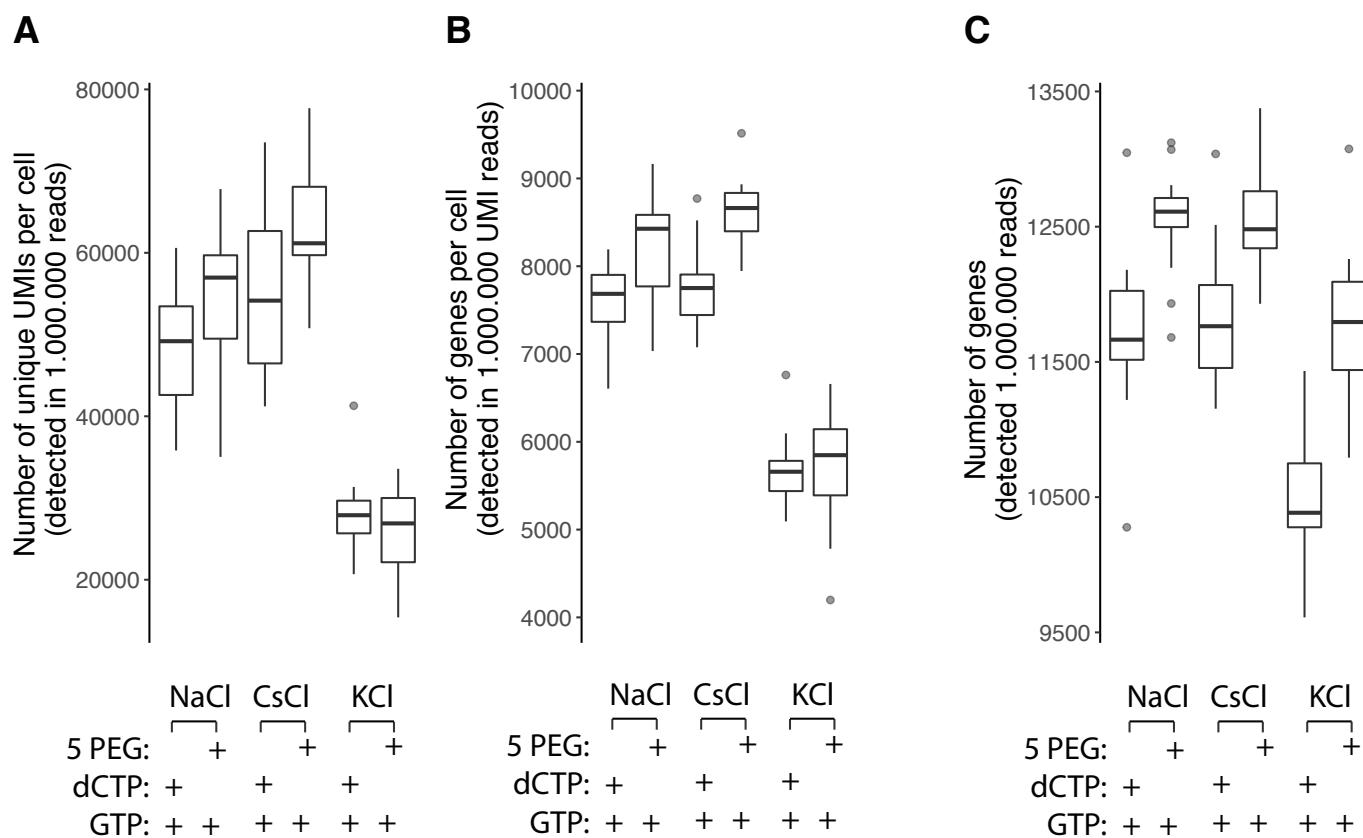 A
Number of unique UMIs per cell
(detected in 1.000.000 reads)
80000
60000
40000
20000
NaCl CsCl KCl
5 PEG: + + +
dCTP: + + +
GTP: + + + + + +
B
Number of genes per cell
(detected in 1.000.000 UMI reads)
10000
9000
8000
7000
6000
5000
4000
NaCl CsCl KCl
5 PEG: + + +
dCTP: + + +
GTP: + + + + + +
C
Number of genes
(detected 1.000.000 reads)
13500
12500
11500
10500
9500
NaCl CsCl KCl
5 PEG: + + +
dCTP: + + +
GTP: + + + + + +